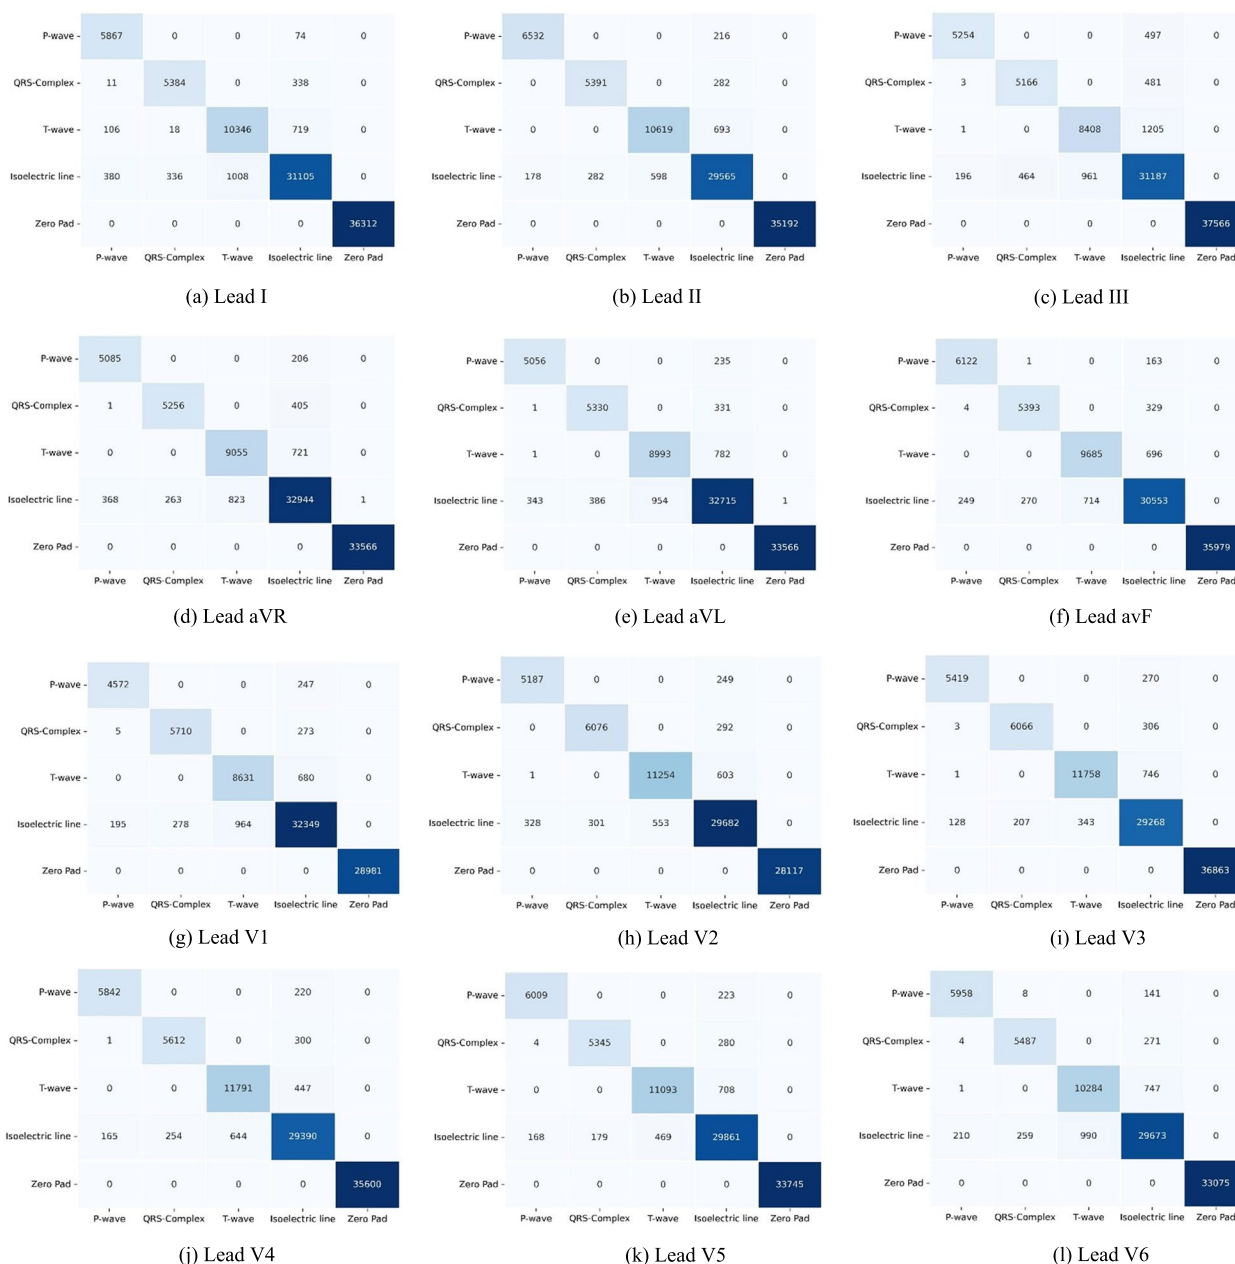 P-wave 5867 0 0 74 0
QRS-Complex 11 5384 0 338 0
T-wave 106 18 10346 719 0
Isoelectric line 380 336 1008 31105 0
Zero Pad 0 0 0 0 36312
P-wave QRS-Complex T-wave Isoelectric line Zero Pad
(a) Lead I
P-wave 6532 0 0 216 0
QRS-Complex 0 5391 0 282 0
T-wave 0 0 10619 693 0
Isoelectric line 178 282 598 29565 0
Zero Pad 0 0 0 0 35192
P-wave QRS-Complex T-wave Isoelectric line Zero Pad
(b) Lead II
P-wave 5254 0 0 497 0
QRS-Complex 3 5166 0 481 0
T-wave 1 0 8408 1205 0
Isoelectric line 196 464 961 31187 0
Zero Pad 0 0 0 0 37566
P-wave QRS-Complex T-wave Isoelectric line Zero Pad
(c) Lead III
P-wave 5085 0 0 206 0
QRS-Complex 1 5256 0 405 0
T-wave 0 0 9055 721 0
Isoelectric line 368 263 823 32944 1
Zero Pad 0 0 0 0 33566
P-wave QRS-Complex T-wave Isoelectric line Zero Pad
(d) Lead aVR
P-wave 5056 0 0 235 0
QRS-Complex 1 5330 0 331 0
T-wave 1 0 8993 782 0
Isoelectric line 343 386 954 32715 1
Zero Pad 0 0 0 0 33566
P-wave QRS-Complex T-wave Isoelectric line Zero Pad
(e) Lead aVL
P-wave 6122 1 0 163 0
QRS-Complex 4 5393 0 329 0
T-wave 0 0 9685 696 0
Isoelectric line 249 270 714 30553 0
Zero Pad 0 0 0 0 35979
P-wave QRS-Complex T-wave Isoelectric line Zero Pad
(f) Lead avF
P-wave 4572 0 0 247 0
QRS-Complex 5 5710 0 273 0
T-wave 0 0 8631 680 0
Isoelectric line 195 278 964 32349 0
Zero Pad 0 0 0 0 28981
P-wave QRS-Complex T-wave Isoelectric line Zero Pad
(g) Lead V1
P-wave 5187 0 0 249 0
QRS-Complex 0 6076 0 292 0
T-wave 1 0 11254 603 0
Isoelectric line 328 301 553 29682 0
Zero Pad 0 0 0 0 28117
P-wave QRS-Complex T-wave Isoelectric line Zero Pad
(h) Lead V2
P-wave 5419 0 0 270 0
QRS-Complex 3 6066 0 306 0
T-wave 1 0 11758 746 0
Isoelectric line 128 207 343 29268 0
Zero Pad 0 0 0 0 36863
P-wave QRS-Complex T-wave Isoelectric line Zero Pad
(i) Lead V3
P-wave 5842 0 0 220 0
QRS-Complex 1 5612 0 300 0
T-wave 0 0 11791 447 0
Isoelectric line 165 254 644 29390 0
Zero Pad 0 0 0 0 35600
P-wave QRS-Complex T-wave Isoelectric line Zero Pad
(j) Lead V4
P-wave 6009 0 0 223 0
QRS-Complex 4 5345 0 280 0
T-wave 0 0 11093 708 0
Isoelectric line 168 179 469 29861 0
Zero Pad 0 0 0 0 33745
P-wave QRS-Complex T-wave Isoelectric line Zero Pad
(k) Lead V5
P-wave 5958 8 0 141 0
QRS-Complex 4 5487 0 271 0
T-wave 1 0 10284 747 0
Isoelectric line 210 259 990 29673 0
Zero Pad 0 0 0 0 33075
P-wave QRS-Complex T-wave Isoelectric line Zero Pad
(l) Lead V6